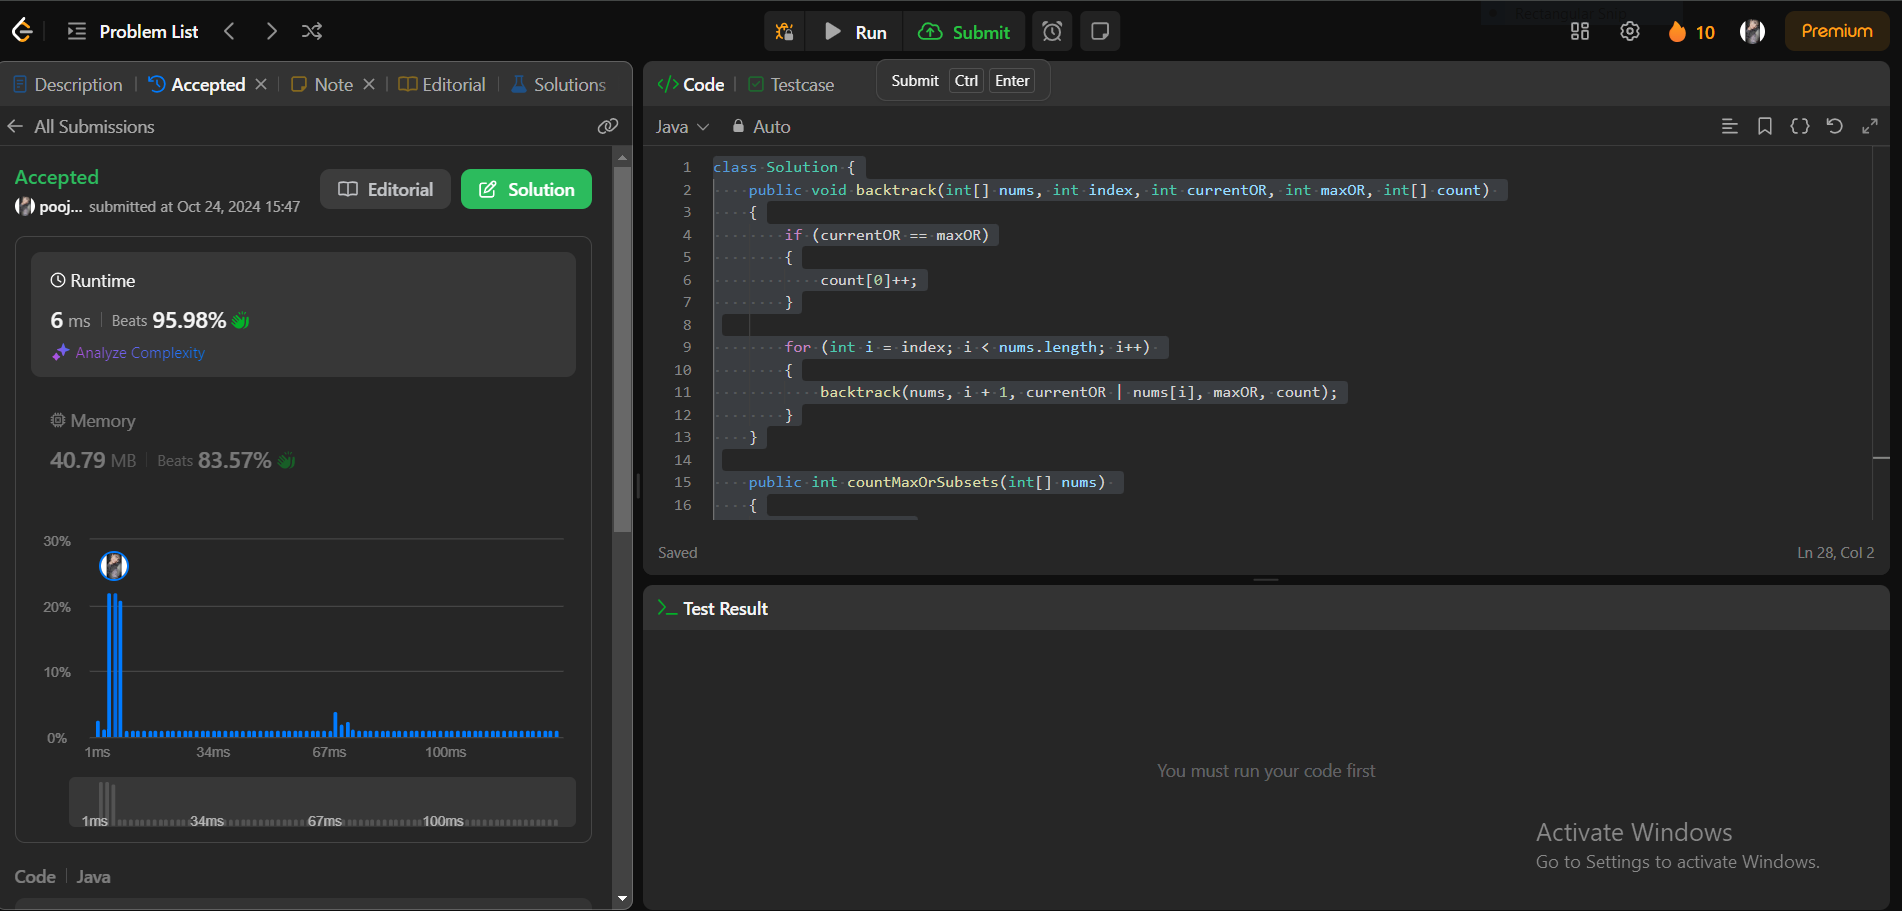 Problem List
Run
Submit
10
Premium
Description
Accepted
Note
Editorial
Solutions
All Submissions
Accepted
pooj... submitted at Oct 24, 2024 15:47
Editorial
Solution
Runtime
6 ms | Beats 95.98%
Analyze Complexity
Memory
40.79 MB | Beats 83.57%
30%
20%
10%
0%
1ms 34ms 67ms 100ms
1ms 34ms 67ms 100ms
Code | Java
</> Code
Testcase
Submit Ctrl Enter
Java
Auto
1 class Solution {
2 public void backtrack(int[] nums, int index, int currentOR, int maxOR, int[] count)
3 {
4 if (currentOR == maxOR)
5 {
6 count[0]++;
7 }
8
9 for (int i = index; i < nums.length; i++)
10 {
11 backtrack(nums, i + 1, currentOR | nums[i], maxOR, count);
12 }
13 }
14
15 public int countMaxOrSubsets(int[] nums)
16 {
Saved
Ln 28, Col 2
Test Result
You must run your code first
Activate Windows
Go to Settings to activate Windows.